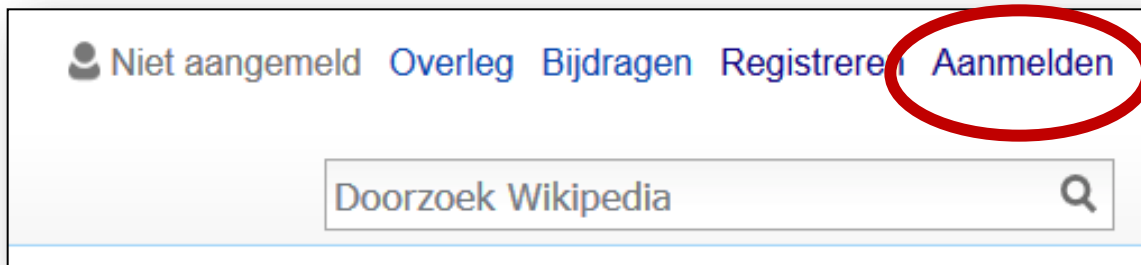 Niet aangemeld Overleg Bijdragen Registreren Aanmelden
Doorzoek Wikipedia